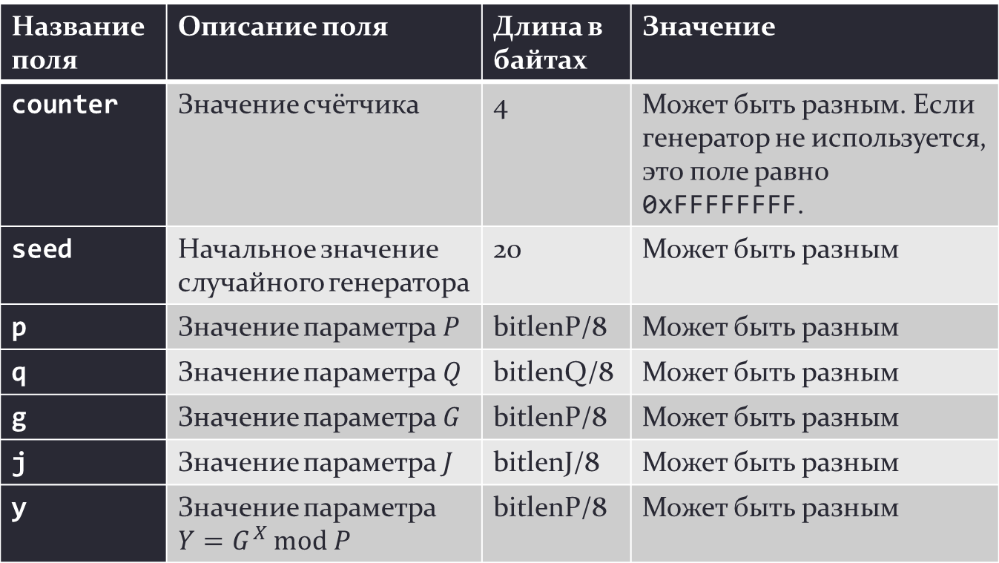 Название поля Описание поля Длина в байтах Значение
counter Значение счётчика 4 Может быть разным. Если
генератор не используется,
это поле равно
0xFFFFFFFF.
seed Начальное значение 20 Может быть разным
случайного генератора
p Значение параметра P bitlenP/8 Может быть разным
q Значение параметра Q bitlenQ/8 Может быть разным
g Значение параметра G bitlenP/8 Может быть разным
j Значение параметра J bitlenJ/8 Может быть разным
y Значение параметра bitlenP/8 Может быть разным
Y = G^X mod P